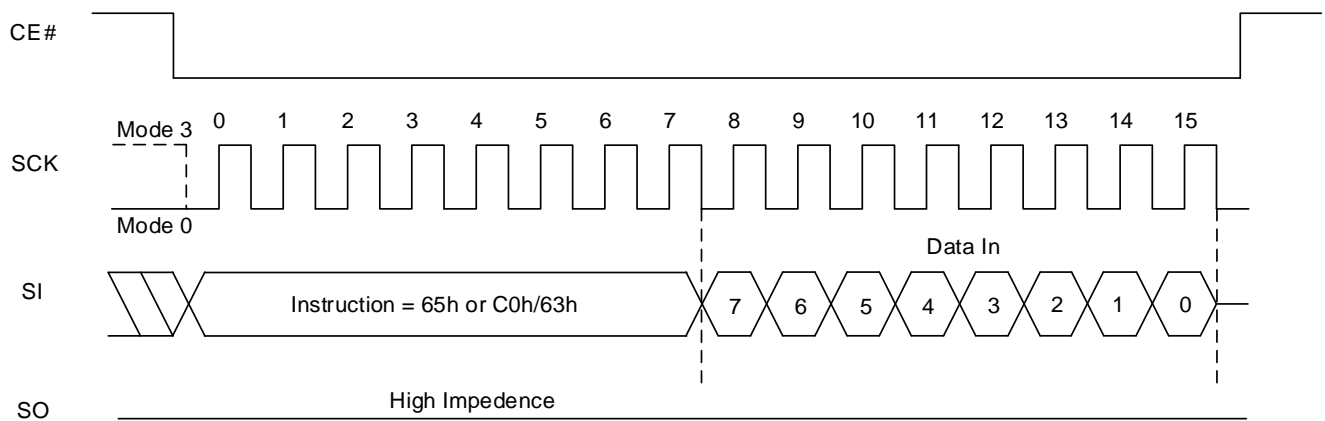 CE#
0 1 2 3 4 5 6 7 8 9 10 11 12 13 14 15
Mode 3
SCK
Mode 0
Data In
SI
Instruction = 65h or C0h/63h
7 6 5 4 3 2 1 0
High Impedence
SO